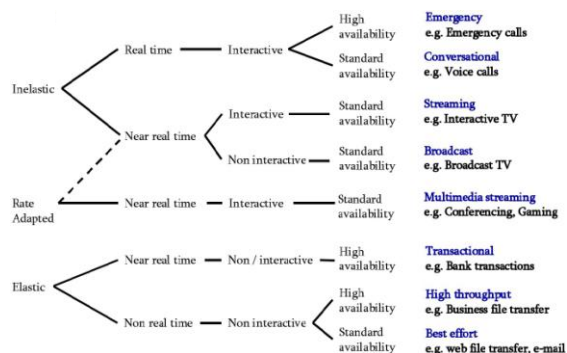 High availability
Emergency
e.g. Emergency calls
Real time
Interactive
Standard availability
Conversational
e.g. Voice calls
Inelastic
Interactive
Standard availability
Streaming
e.g. Interactive TV
Near real time
Non interactive
Standard availability
Broadcast
e.g. Broadcast TV
Rate Adapted
Near real time
Interactive
Standard availability
Multimedia streaming
e.g. Conferencing, Gaming
Near real time
Non / interactive
High availability
Transactional
e.g. Bank transactions
Elastic
High availability
High throughput
e.g. Business file transfer
Non real time
Non interactive
Standard availability
Best effort
e.g. web file transfer, e-mail